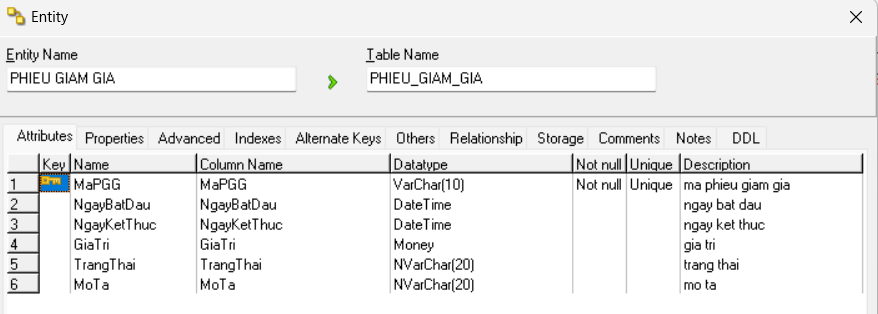 Entity
Entity Name Table Name
PHIEU GIAM GIA PHIEU_GIAM_GIA
Attributes Properties Advanced Indexes Alternate Keys Others Relationship Storage Comments Notes DDL
Key Name Column Name Datatype Not null Unique Description
1 MaPGG MaPGG VarChar(10) Not null Unique ma phieu giam gia
2 NgayBatDau NgayBatDau DateTime ngay bat dau
3 NgayKetThuc NgayKetThuc DateTime ngay ket thuc
4 GiaTri GiaTri Money gia tri
5 TrangThai TrangThai NVarChar(20) trang thai
6 MoTa MoTa NVarChar(20) mo ta